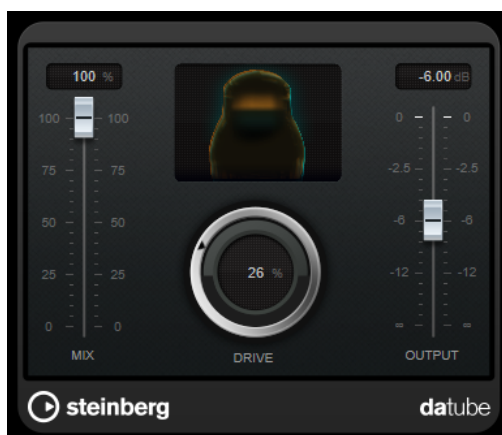 100 %
-6.00 dB
100 100
75 75
50 50
25 25
0 0
MIX
26 %
DRIVE
0 0
-2.5 -2.5
-6 -6
-12 -12
∞ ∞
OUTPUT
steinberg
datube